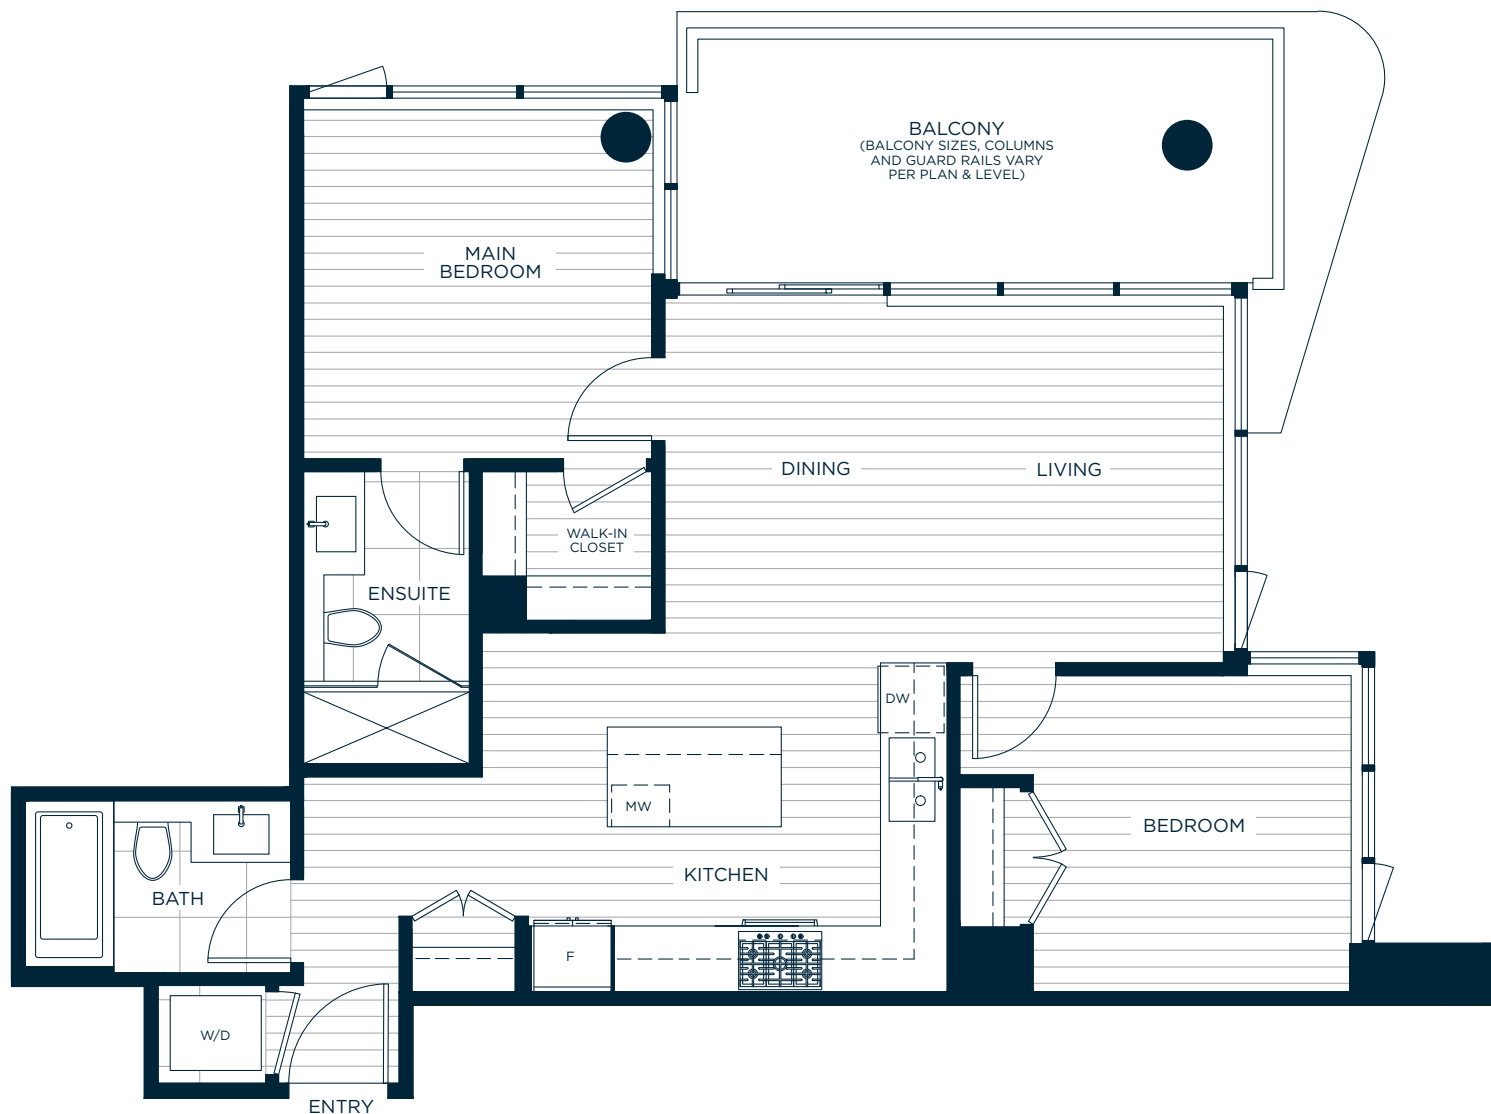 BALCONY
(BALCONY SIZES, COLUMNS
AND GUARD RAILS VARY
PER PLAN & LEVEL)
MAIN
BEDROOM
DINING
LIVING
WALK-IN
CLOSET
ENSUITE
DW
MW
BEDROOM
KITCHEN
BATH
F
W/D
ENTRY